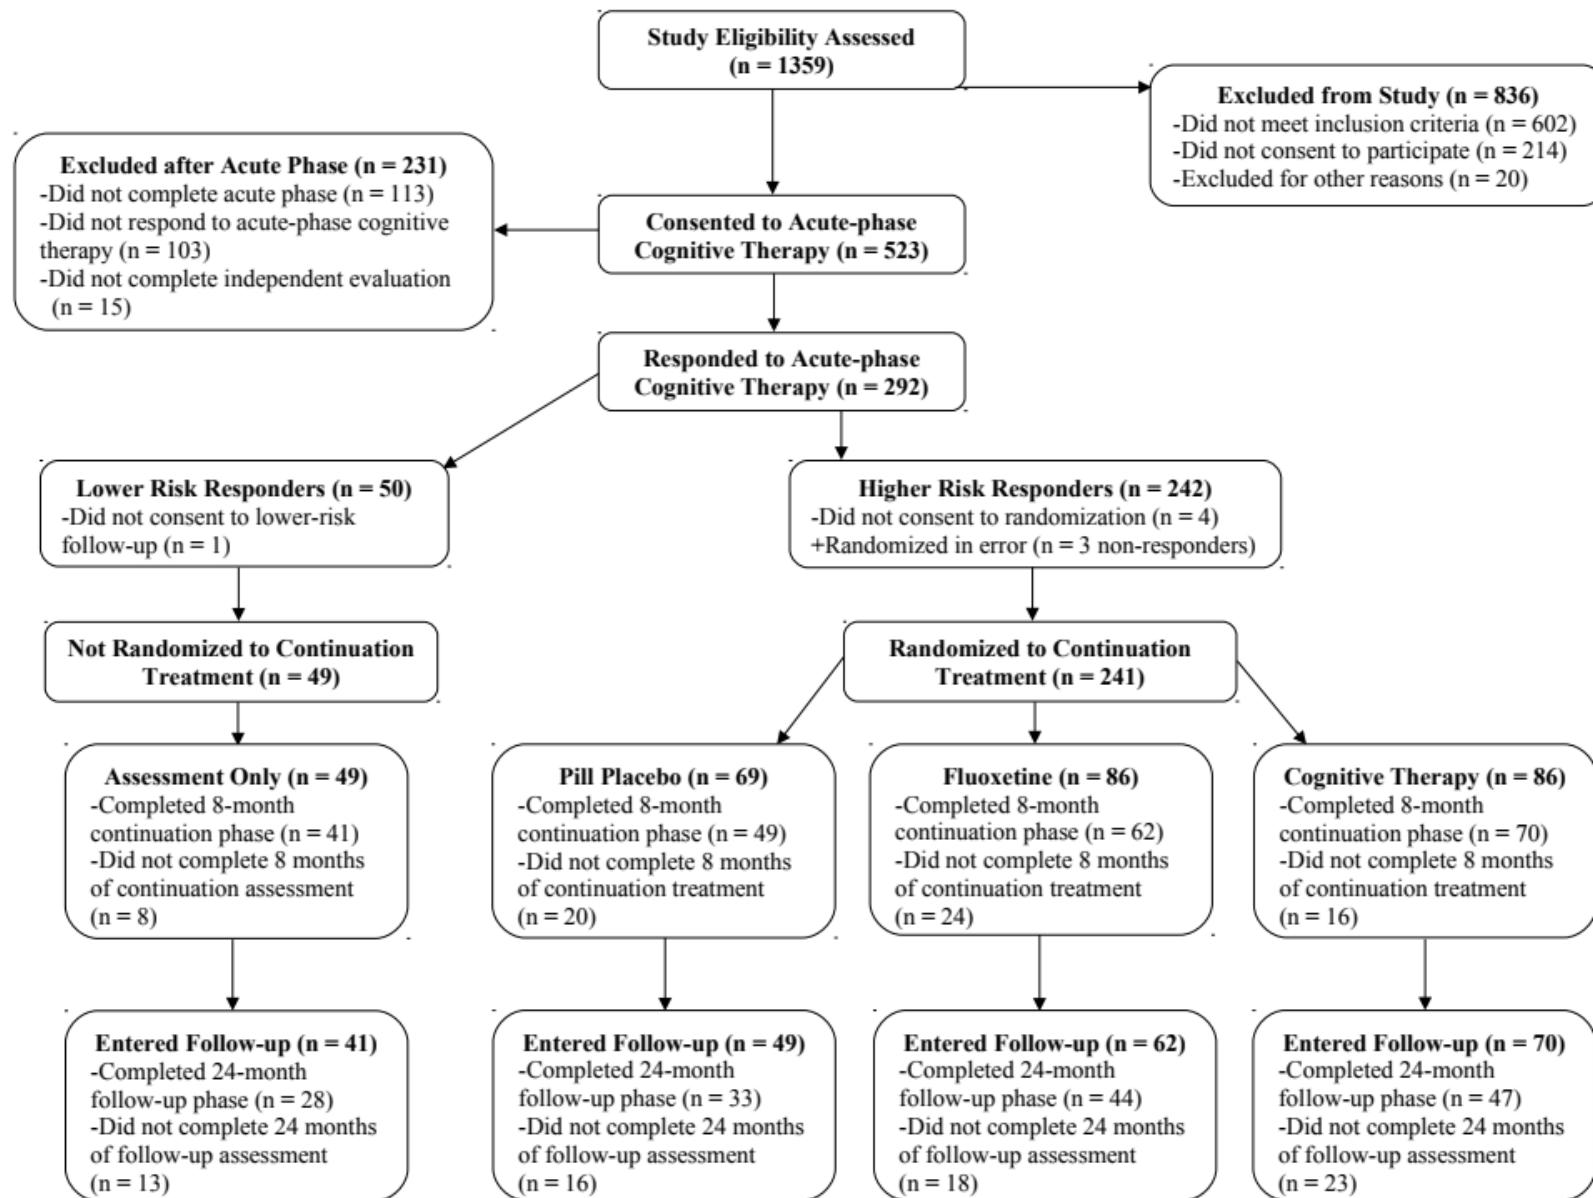 Study Eligibility Assessed
(n = 1359)
Excluded from Study (n = 836)
-Did not meet inclusion criteria (n = 602)
-Did not consent to participate (n = 214)
-Excluded for other reasons (n = 20)
Excluded after Acute Phase (n = 231)
-Did not complete acute phase (n = 113)
-Did not respond to acute-phase cognitive
therapy (n = 103)
-Did not complete independent evaluation
(n = 15)
Consented to Acute-phase
Cognitive Therapy (n = 523)
Responded to Acute-phase
Cognitive Therapy (n = 292)
Lower Risk Responders (n = 50)
-Did not consent to lower-risk
follow-up (n = 1)
Higher Risk Responders (n = 242)
-Did not consent to randomization (n = 4)
+Randomized in error (n = 3 non-responders)
Not Randomized to Continuation
Treatment (n = 49)
Randomized to Continuation
Treatment (n = 241)
Assessment Only (n = 49)
-Completed 8-month
continuation phase (n = 41)
-Did not complete 8 months
of continuation assessment
(n = 8)
Pill Placebo (n = 69)
-Completed 8-month
continuation phase (n = 49)
-Did not complete 8 months
of continuation treatment
(n = 20)
Fluoxetine (n = 86)
-Completed 8-month
continuation phase (n = 62)
-Did not complete 8 months
of continuation treatment
(n = 24)
Cognitive Therapy (n = 86)
-Completed 8-month
continuation phase (n = 70)
-Did not complete 8 months
of continuation treatment
(n = 16)
Entered Follow-up (n = 41)
-Completed 24-month
follow-up phase (n = 28)
-Did not complete 24 months
of follow-up assessment
(n = 13)
Entered Follow-up (n = 49)
-Completed 24-month
follow-up phase (n = 33)
-Did not complete 24 months
of follow-up assessment
(n = 16)
Entered Follow-up (n = 62)
-Completed 24-month
follow-up phase (n = 44)
-Did not complete 24 months
of follow-up assessment
(n = 18)
Entered Follow-up (n = 70)
-Completed 24-month
follow-up phase (n = 47)
-Did not complete 24 months
of follow-up assessment
(n = 23)